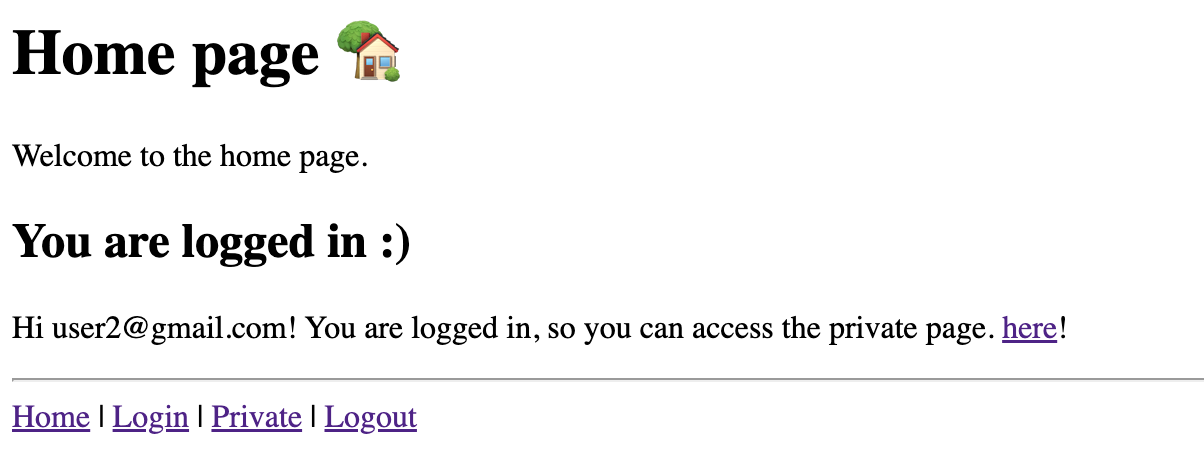 Home page 🏡
Welcome to the home page.
You are logged in :)
Hi user2@gmail.com! You are logged in, so you can access the private page. here!
Home | Login | Private | Logout